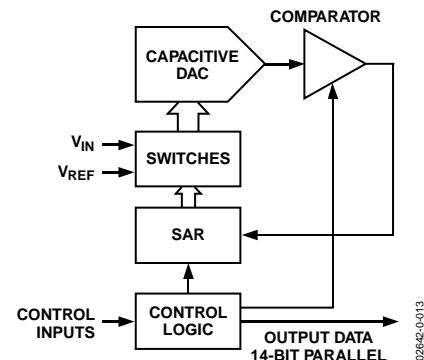 COMPARATOR
CAPACITIVE
DAC
VIN
VREF
SWITCHES
SAR
CONTROL
INPUTS
CONTROL
LOGIC
OUTPUT DATA
14-BIT PARALLEL
02642-0-013